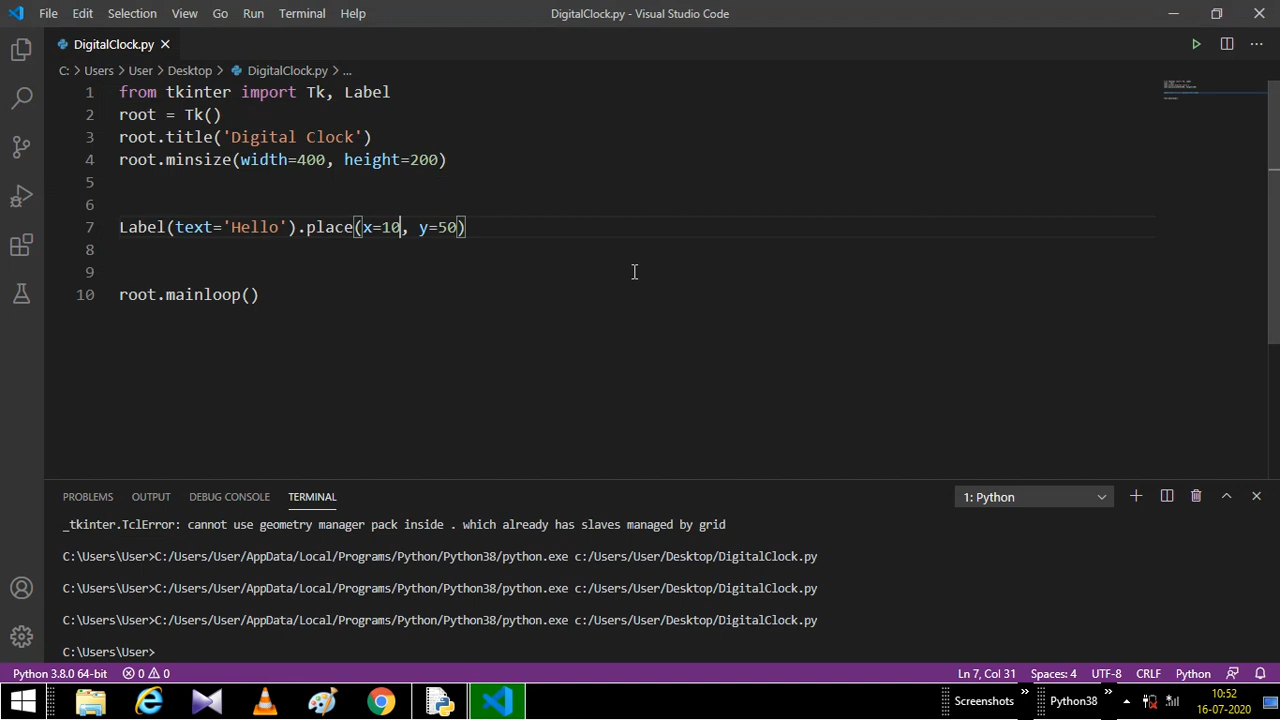 File Edit Selection View Go Run Terminal Help DigitalClock.py - Visual Studio Code
DigitalClock.py
C: > Users > User > Desktop > DigitalClock.py > ...
1 from tkinter import Tk, Label
2 root = Tk()
3 root.title('Digital Clock')
4 root.minsize(width=400, height=200)
5
6
7 Label(text='Hello').place(x=10, y=50)
8
9
10 root.mainloop()
PROBLEMS OUTPUT DEBUG CONSOLE TERMINAL 1: Python
_tkinter.TclError: cannot use geometry manager pack inside . which already has slaves managed by grid
C:\Users\User>C:/Users/User/AppData/Local/Programs/Python/Python38/python.exe c:/Users/User/Desktop/DigitalClock.py
C:\Users\User>C:/Users/User/AppData/Local/Programs/Python/Python38/python.exe c:/Users/User/Desktop/DigitalClock.py
C:\Users\User>C:/Users/User/AppData/Local/Programs/Python/Python38/python.exe c:/Users/User/Desktop/DigitalClock.py
C:\Users\User>
Python 3.8.0 64-bit 0 0 Ln 7, Col 31 Spaces: 4 UTF-8 CRLF Python
Screenshots » Python38 » 10:52
16-07-2020